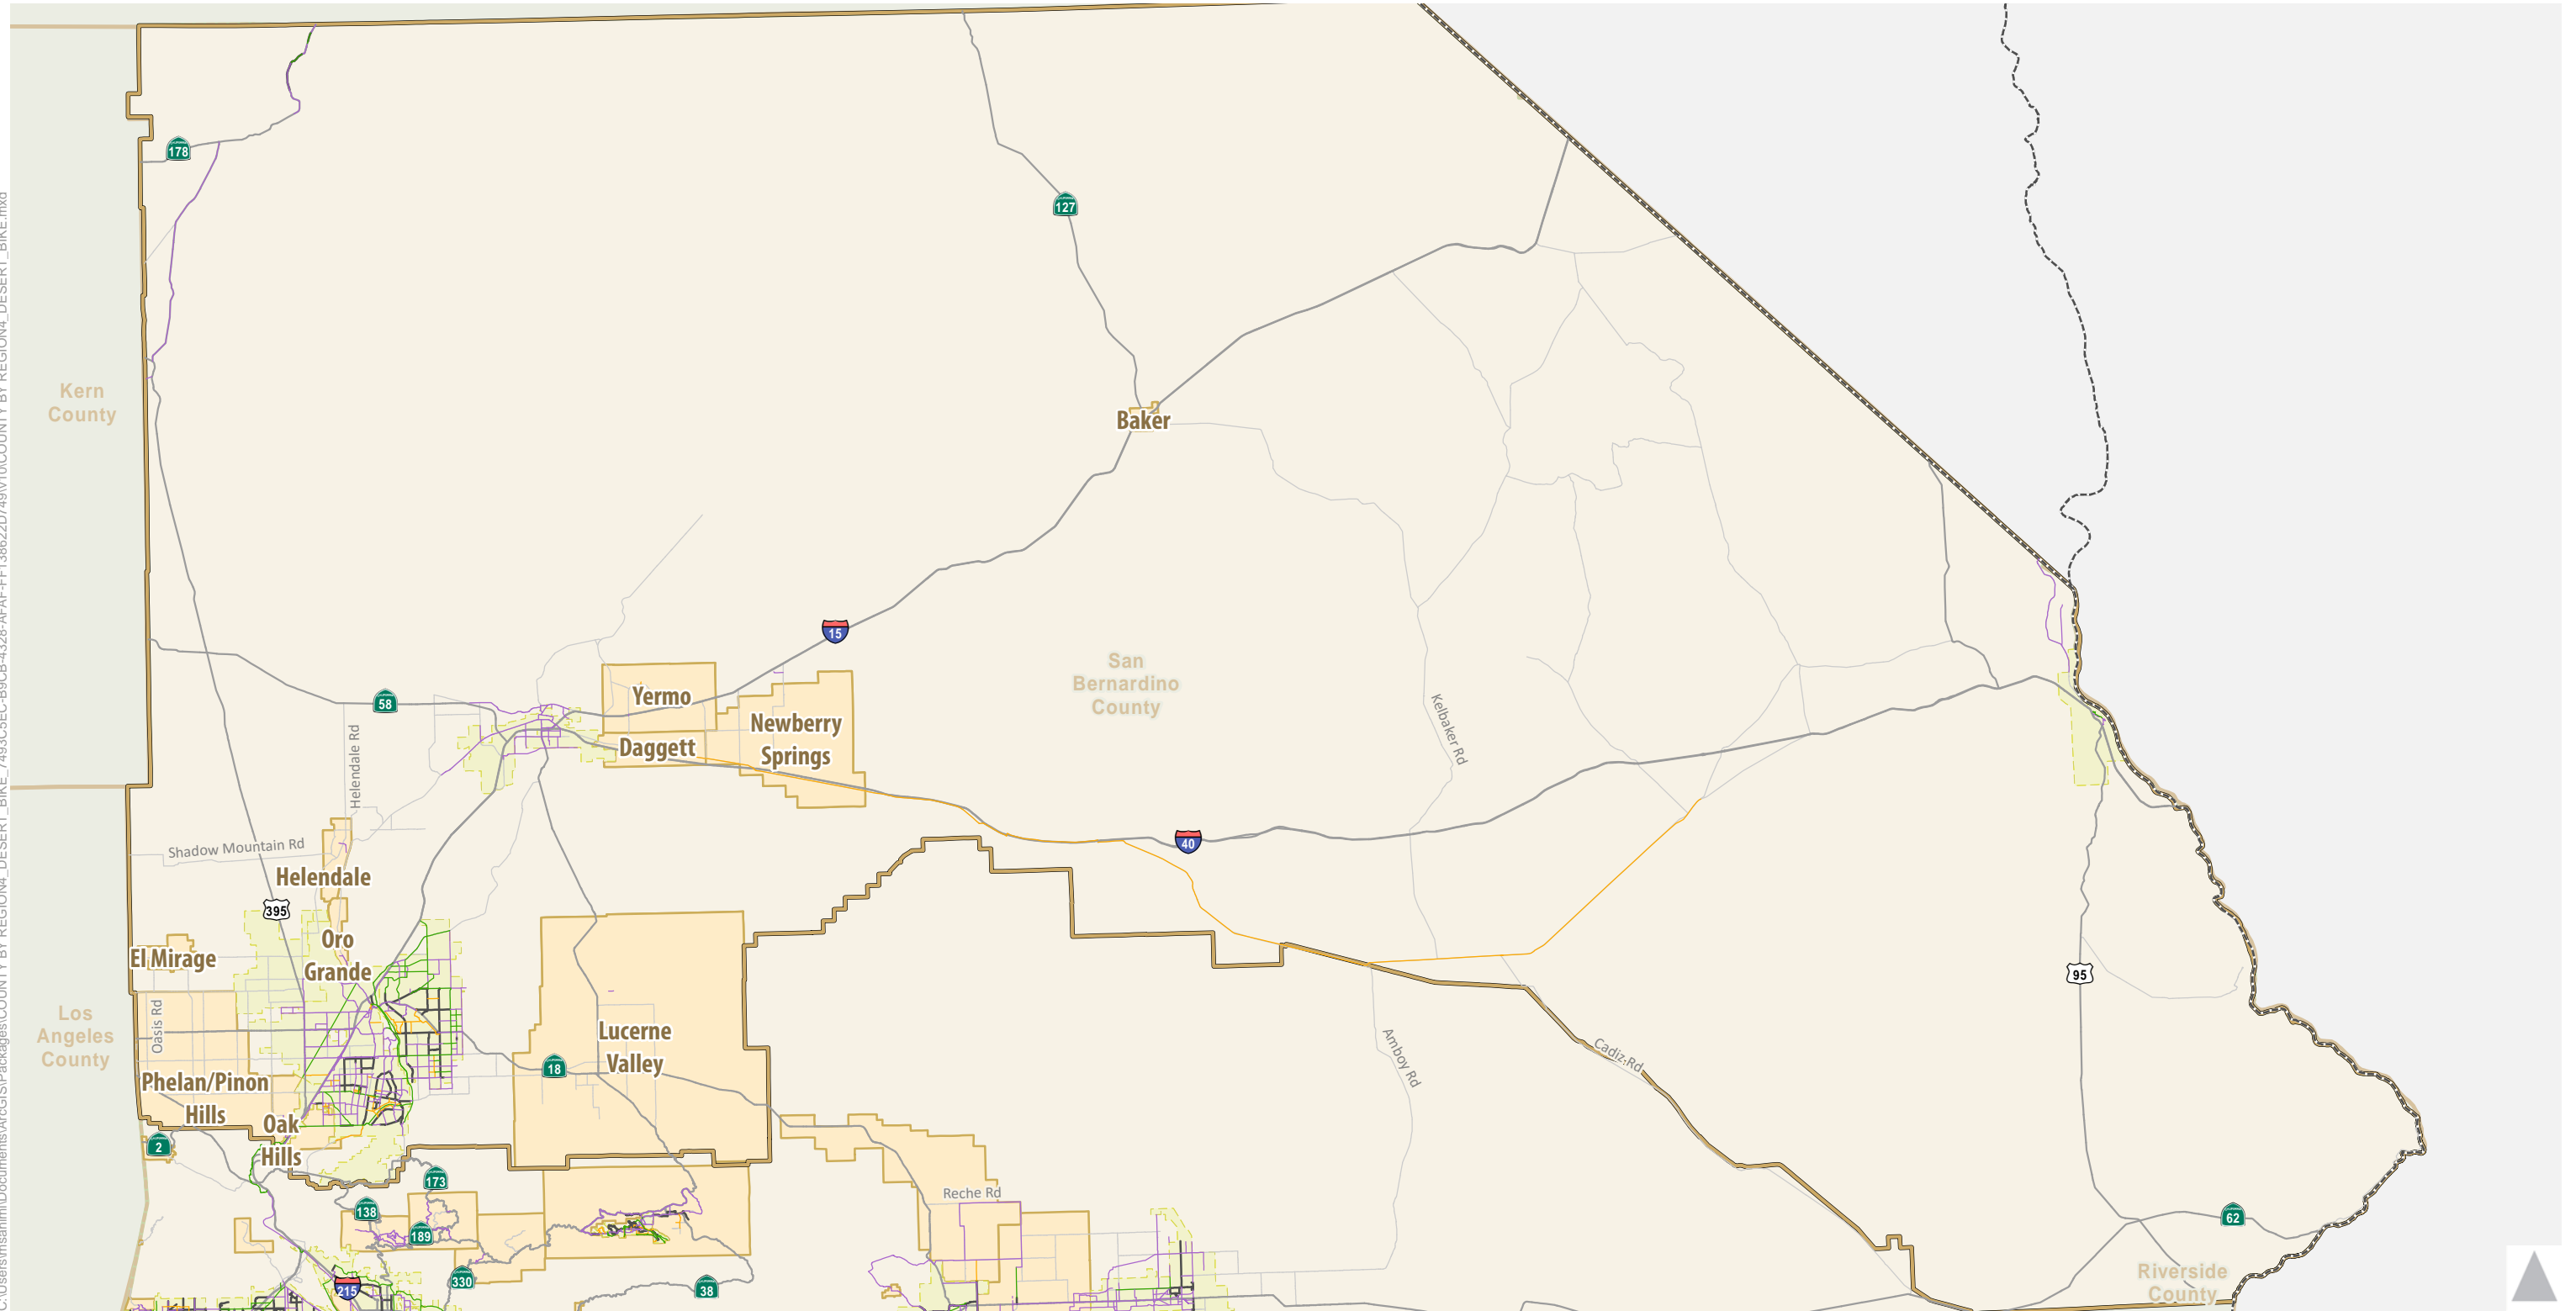 178
127
Kern
County
Baker
15
San
Bernardino
County
Yermo
58
Newberry
Springs
Daggett
Helendale Rd
Kelbaker Rd
40
Shadow Mountain Rd
Helendale
395
Oro
Grande
El Mirage
95
Los
Angeles
County
Oasis Rd
Lucerne
Valley
18
Amboy Rd
Cadiz Rd
Phelan/Pinon
Hills
Oak
Hills
2
173
Reche Rd
138
189
62
330
215
38
Riverside
County